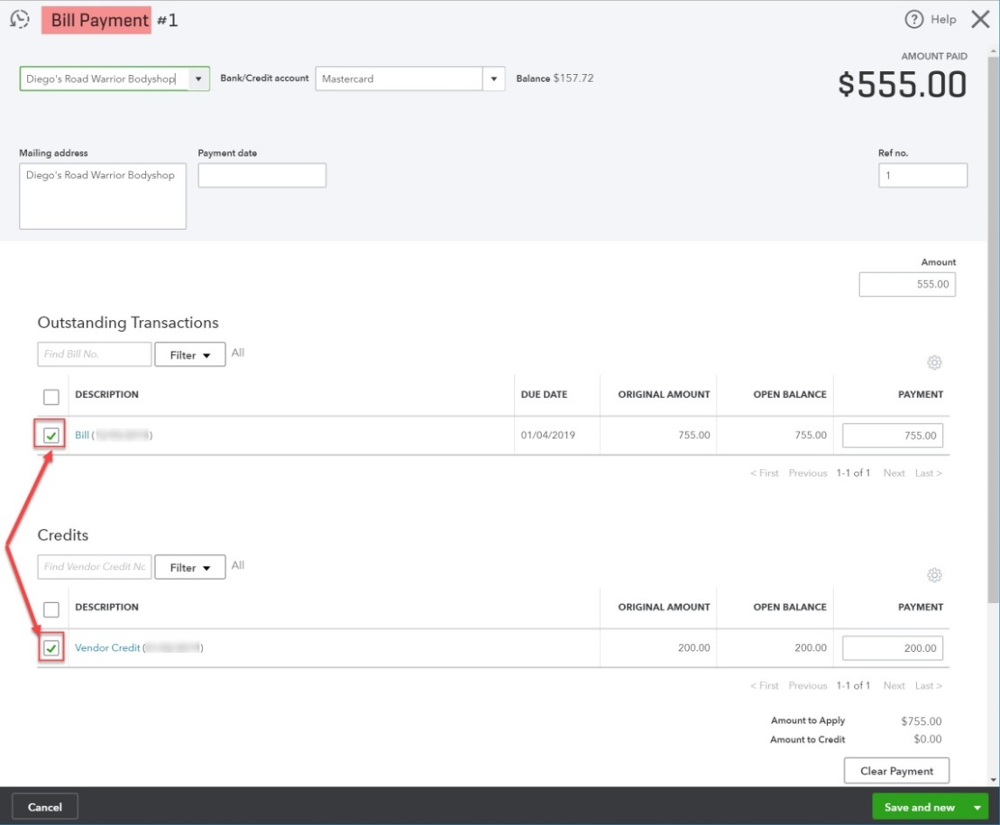 Bill Payment #1
? Help
AMOUNT PAID
$555.00
Diego's Road Warrior Bodyshop
Bank/Credit account
Mastercard
Balance $157.72
Mailing address
Payment date
Ref no.
Diego's Road Warrior Bodyshop
1
Amount
555.00
Outstanding Transactions
Find Bill No.
Filter
All
DESCRIPTION DUE DATE ORIGINAL AMOUNT OPEN BALANCE PAYMENT
Bill ( ) 01/04/2019 755.00 755.00 755.00
< First Previous 1-1 of 1 Next Last >
Credits
Find Vendor Credit Nc
Filter
All
DESCRIPTION ORIGINAL AMOUNT OPEN BALANCE PAYMENT
Vendor Credit ( ) 200.00 200.00 200.00
< First Previous 1-1 of 1 Next Last >
Amount to Apply $755.00
Amount to Credit $0.00
Clear Payment
Cancel
Save and new